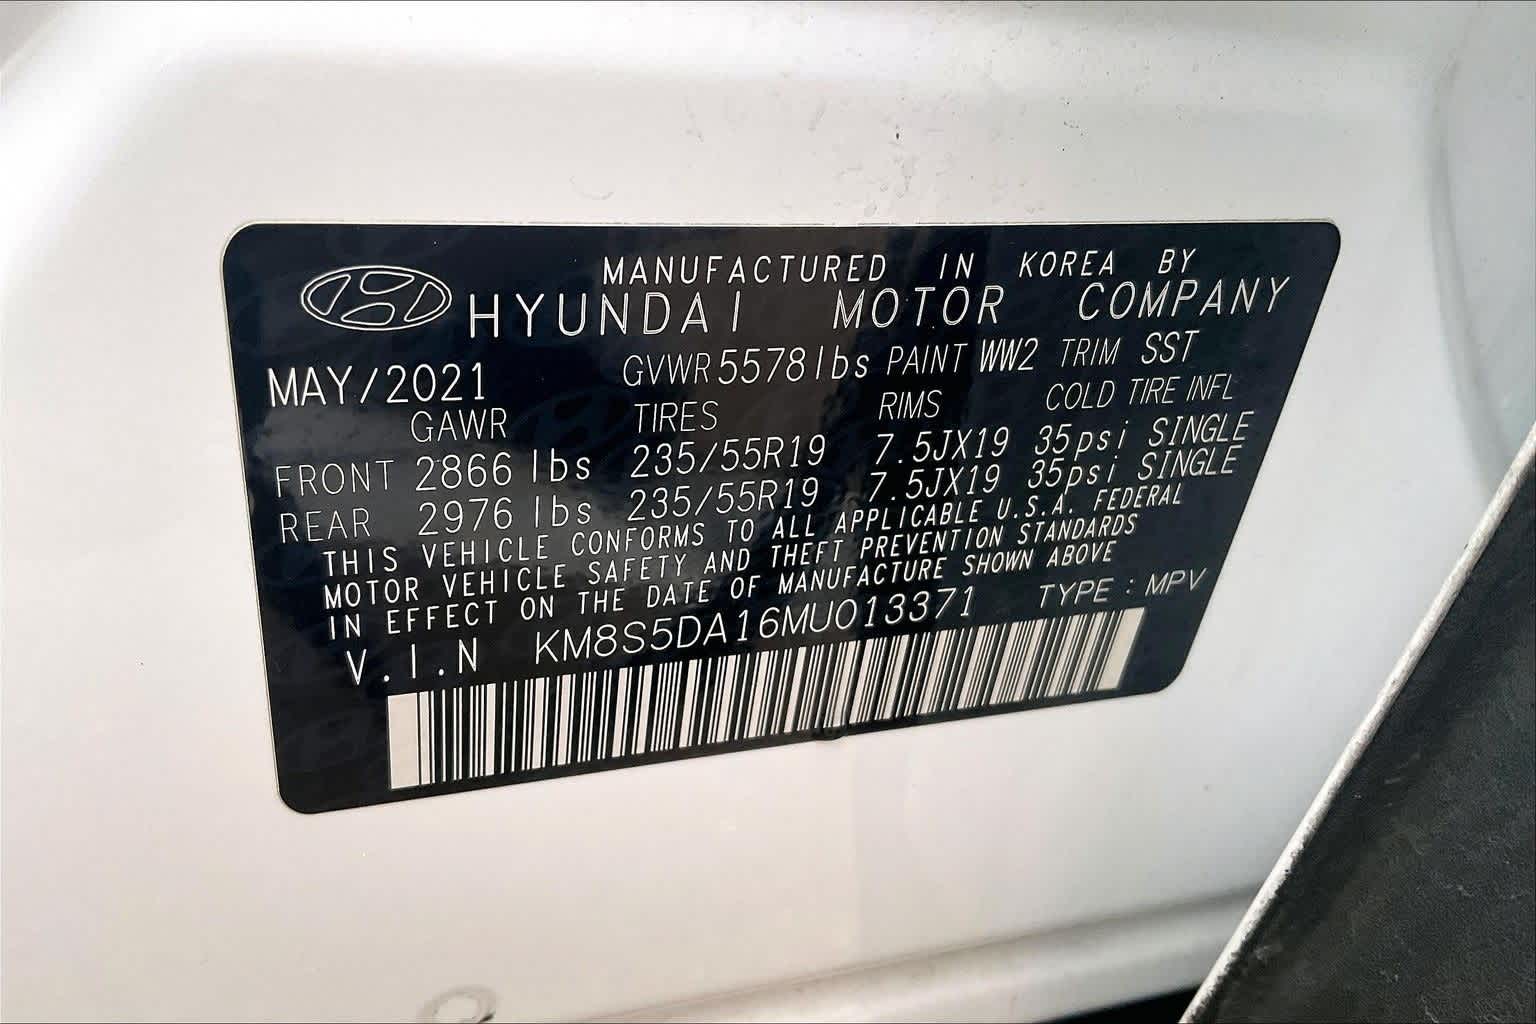 MANUFACTURED IN KOREA BY
HYUNDAI MOTOR COMPANY
MAY/2021 GVWR 5578lbs PAINT WW2 TRIM SST
GAWR TIRES RIMS COLD TIRE INFL
FRONT 2866 lbs 235/55R19 7.5JX19 35psi SINGLE
REAR 2976 lbs 235/55R19 7.5JX19 35psi SINGLE
THIS VEHICLE CONFORMS TO ALL APPLICABLE U.S.A. FEDERAL
MOTOR VEHICLE SAFETY AND THEFT PREVENTION STANDARDS
IN EFFECT ON THE DATE OF MANUFACTURE SHOWN ABOVE
V.I.N KM8S5DA16MU013371 TYPE : MPV